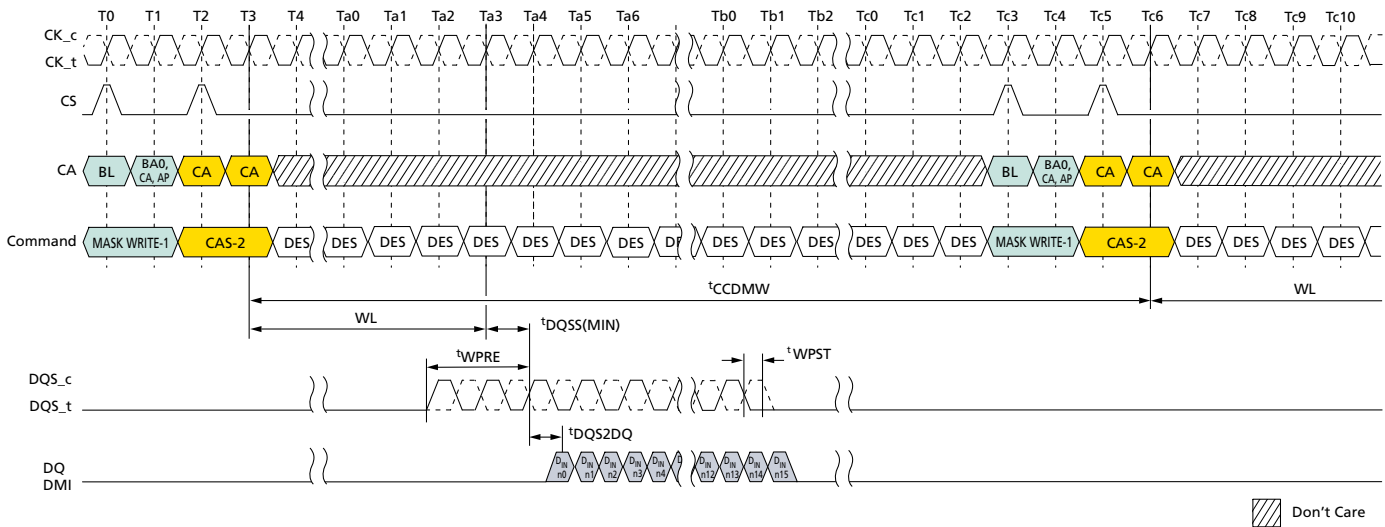 T0 T1 T2 T3 T4 Ta0 Ta1 Ta2 Ta3 Ta4 Ta5 Ta6 Tb0 Tb1 Tb2 Tc0 Tc1 Tc2 Tc3 Tc4 Tc5 Tc6 Tc7 Tc8 Tc9 Tc10
CK_c
CK_t
CS
CA BL BA0, CA, AP CA CA BL BA0, CA, AP CA CA
Command MASK WRITE-1 CAS-2 DES DES DES DES DES DES DES DES DES DES DES DES DES DES MASK WRITE-1 CAS-2 DES DES DES DES
tCCDMW WL
WL tDQSS(MIN)
tWPRE tWPST
DQS_c
DQS_t
tDQS2DQ
DQ DIN n0 DIN n1 DIN n2 DIN n3 DIN n4 DIN n12 DIN n13 DIN n14 DIN n15
DMI
Don't Care